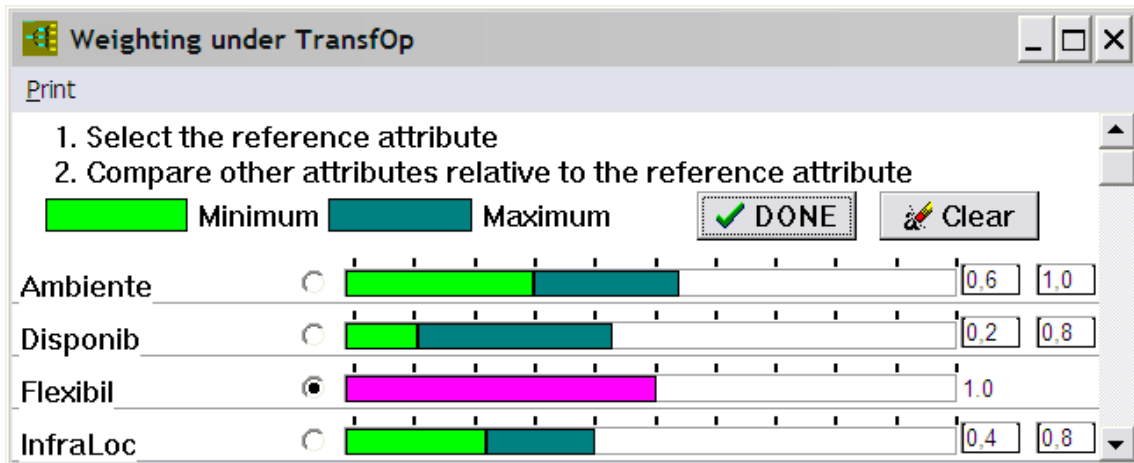 Weighting under TransfOp
Print
1. Select the reference attribute
2. Compare other attributes relative to the reference attribute
Minimum Maximum DONE Clear
Ambiente 0,6 1,0
Disponib 0,2 0,8
Flexibil 1.0
InfraLoc 0,4 0,8